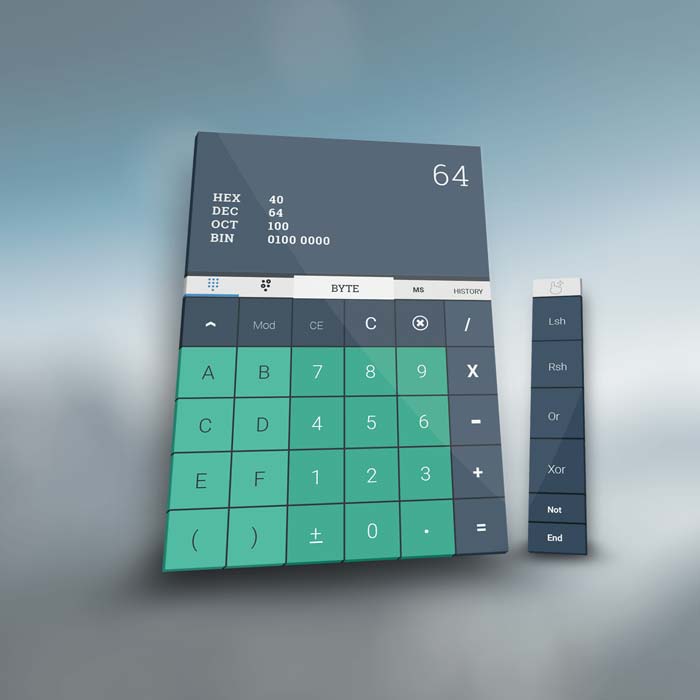 64
HEX 40
DEC 64
OCT 100
BIN 0100 0000
BYTE MS HISTORY
Mod CE C /
A B 7 8 9 X
C D 4 5 6 -
E F 1 2 3 +
( ) ± 0 . =
Lsh
Rsh
Or
Xor
Not
End